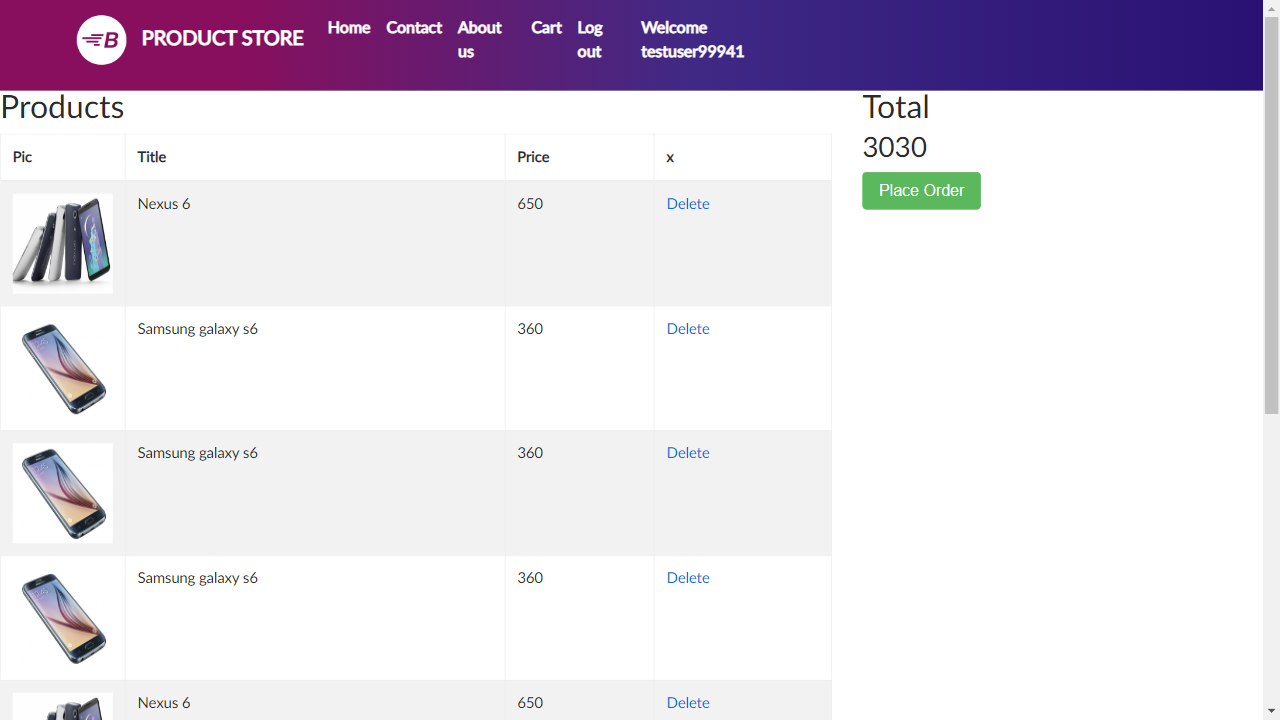 B PRODUCT STORE Home Contact About us Cart Log out Welcome testuser99941
Products
Total
3030
Place Order
Pic Title Price x
Nexus 6 650 Delete
Samsung galaxy s6 360 Delete
Samsung galaxy s6 360 Delete
Samsung galaxy s6 360 Delete
Nexus 6 650 Delete